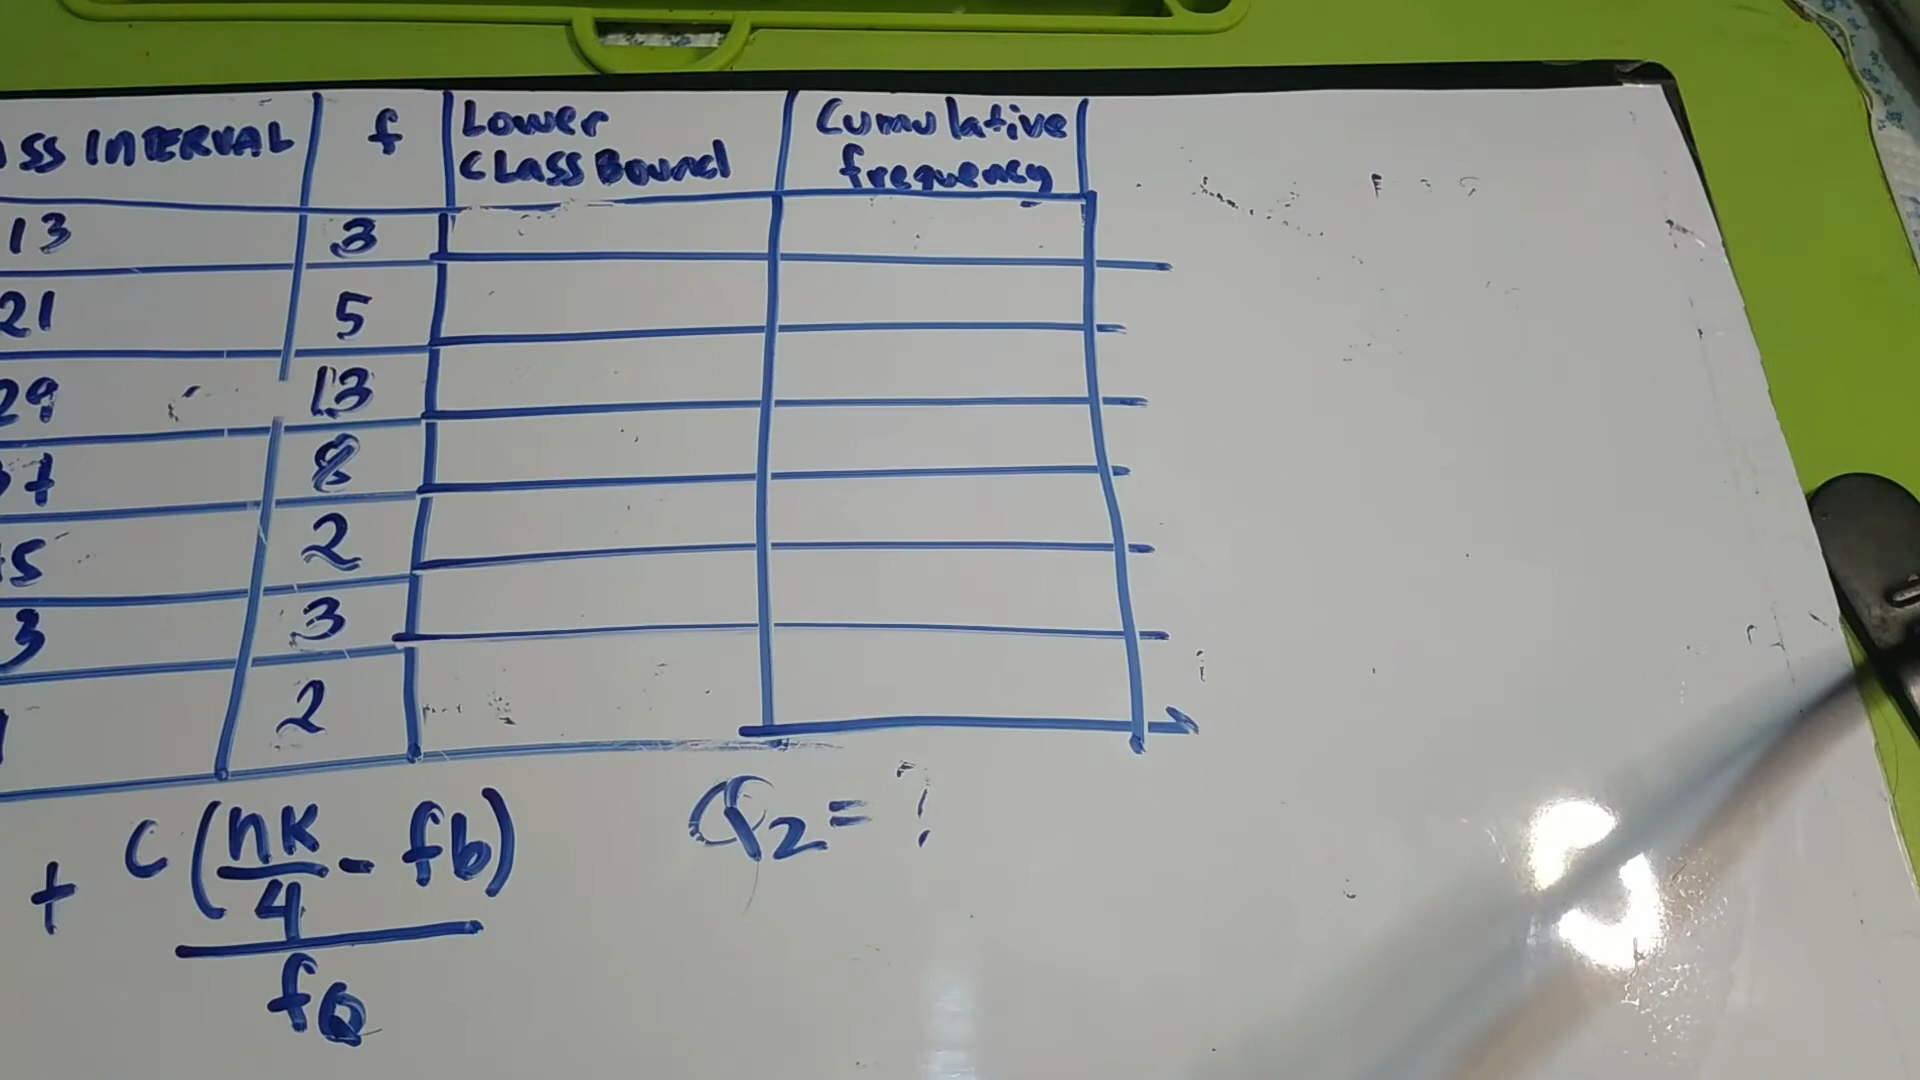 SS INTERVAL f Lower Class Bound Cumulative frequency
13 3
21 5
29 13
7 8
5 2
3 3
2
+ C (nK/4 - fb) / fQ
Q2 = ?